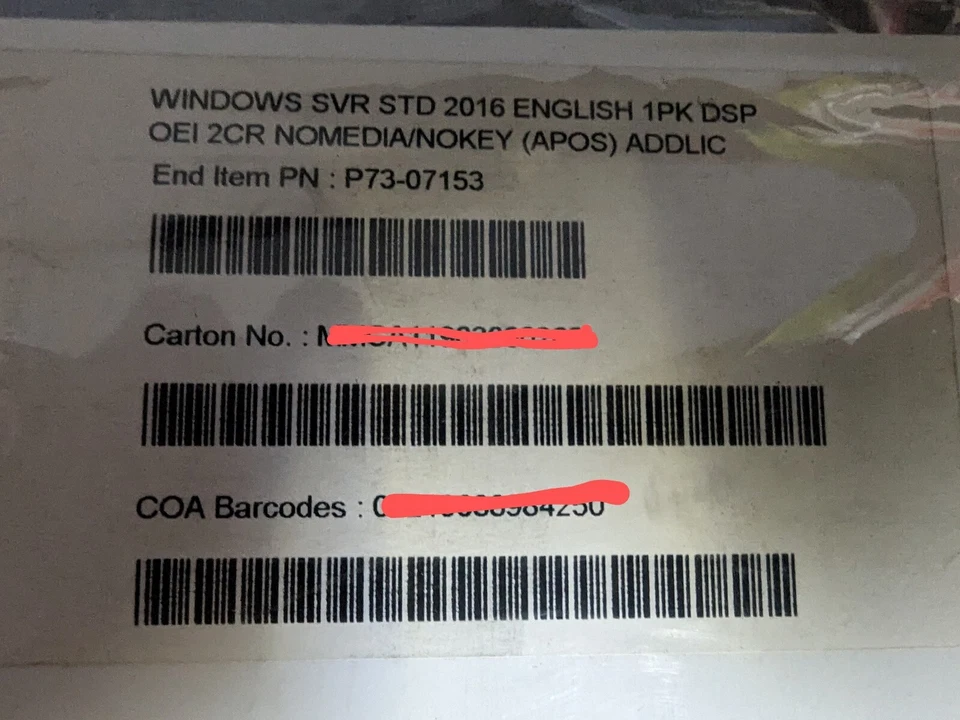 WINDOWS SVR STD 2016 ENGLISH 1PK DSP
OEI 2CR NOMEDIA/NOKEY (APOS) ADDLIC
End Item PN : P73-07153
Carton No. :
COA Barcodes :